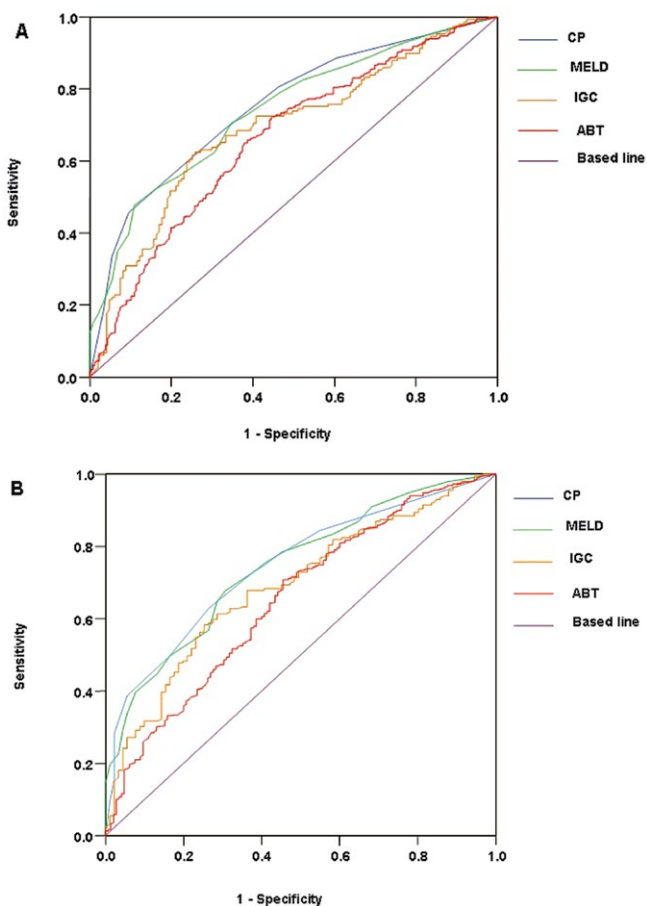 A
1.0
0.8
0.6
0.4
0.2
0.0
Sensitivity
0.0 0.2 0.4 0.6 0.8 1.0
1 - Specificity
CP
MELD
IGC
ABT
Based line
B
1.0
0.8
0.6
0.4
0.2
0.0
Sensitivity
0.0 0.2 0.4 0.6 0.8 1.0
1 - Specificity
CP
MELD
IGC
ABT
Based line